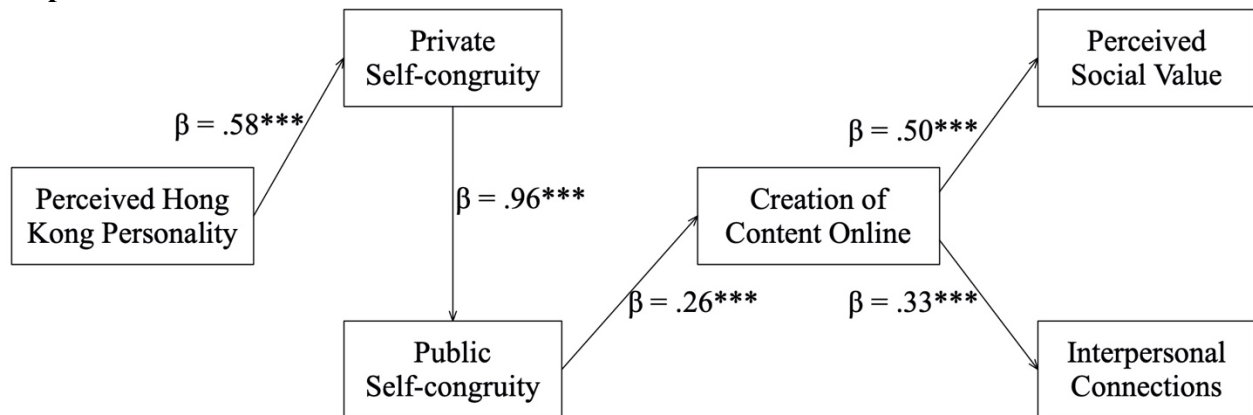 Private
Self-congruity
β = .58***
Perceived Hong
Kong Personality
β = .96***
Public
Self-congruity
β = .26***
Creation of
Content Online
β = .50***
Perceived
Social Value
β = .33***
Interpersonal
Connections